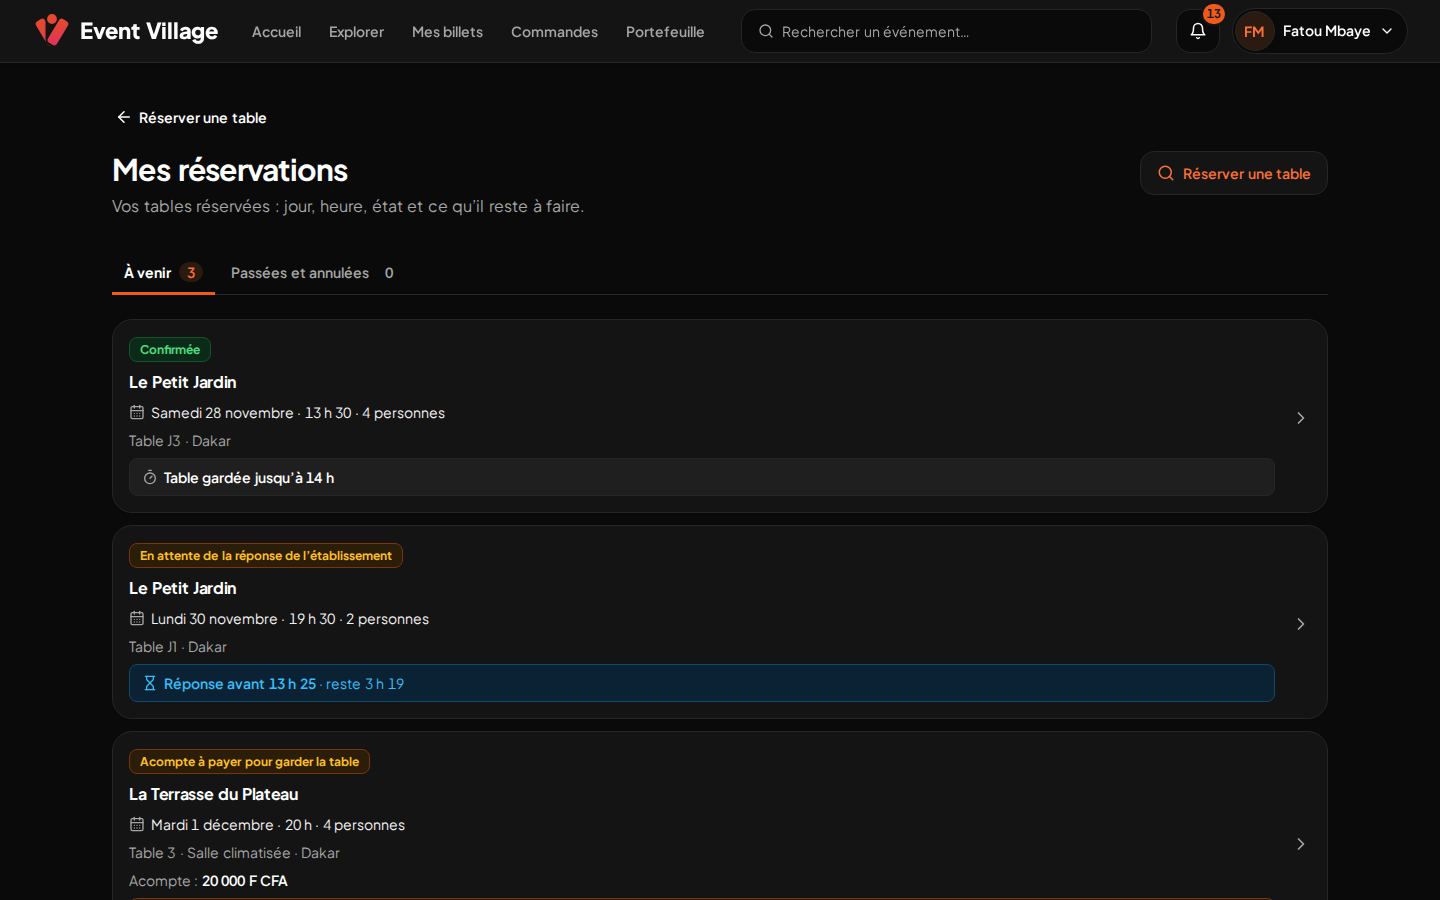 Event Village
Accueil
Explorer
Mes billets
Commandes
Portefeuille
Rechercher un événement…
13
FM
Fatou Mbaye
Réserver une table
Mes réservations
Réserver une table
Vos tables réservées : jour, heure, état et ce qu’il reste à faire.
À venir 3
Passées et annulées 0
Confirmée
Le Petit Jardin
Samedi 28 novembre · 13 h 30 · 4 personnes
Table J3 · Dakar
Table gardée jusqu’à 14 h
En attente de la réponse de l’établissement
Le Petit Jardin
Lundi 30 novembre · 19 h 30 · 2 personnes
Table J1 · Dakar
Réponse avant 13 h 25 · reste 3 h 19
Acompte à payer pour garder la table
La Terrasse du Plateau
Mardi 1 décembre · 20 h · 4 personnes
Table 3 · Salle climatisée · Dakar
Acompte : 20 000 F CFA